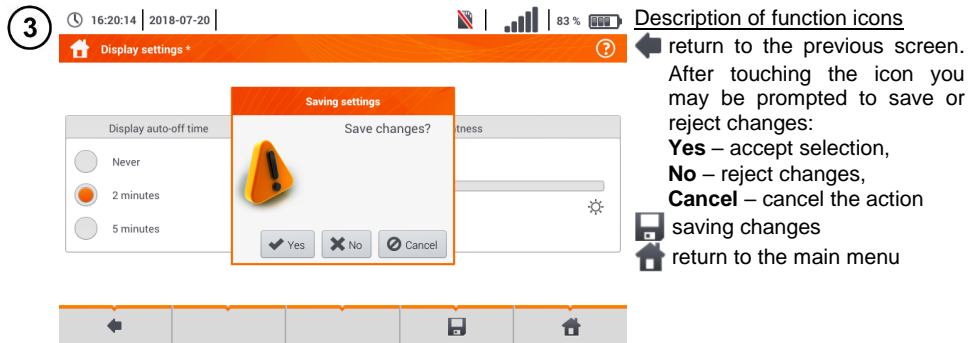 3
16:20:14 2018-07-20 83 %
Display settings * ?
Saving settings
Save changes?
Display auto-off time tness
Never
2 minutes
5 minutes
Yes No Cancel
Description of function icons
return to the previous screen.
After touching the icon you
may be prompted to save or
reject changes:
Yes – accept selection,
No – reject changes,
Cancel – cancel the action
saving changes
return to the main menu